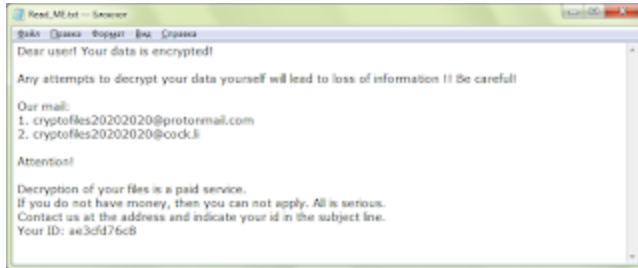 Read_ME.txt — Блокнот
Файл Правка Формат Вид Справка
Dear user! Your data is encrypted!
Any attempts to decrypt your data yourself will lead to loss of information !! Be careful!
Our mail:
1. cryptofiles20202020@protonmail.com
2. cryptofiles20202020@cock.li
Attention!
Decryption of your files is a paid service.
If you do not have money, then you can not apply. All is serious.
Contact us at the address and indicate your id in the subject line.
Your ID: ae3cfd76c8